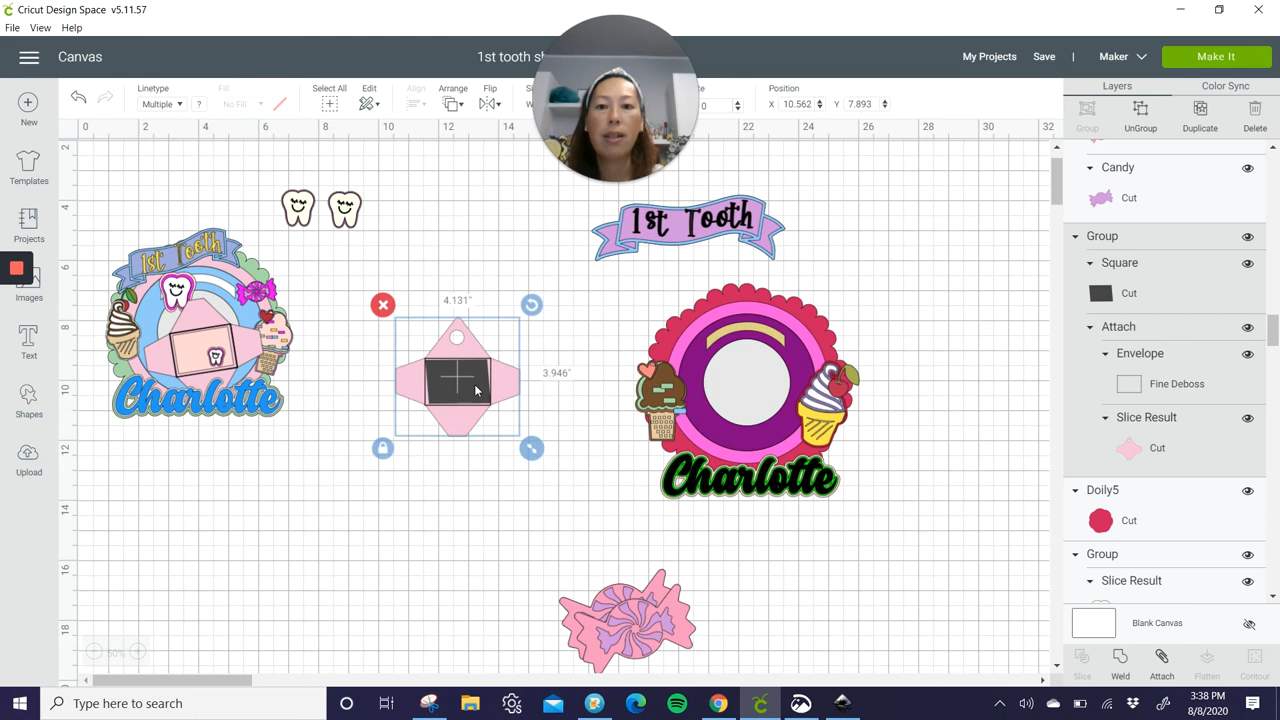 Cricut Design Space v5.11.57
File View Help
Canvas
1st tooth sh
My Projects Save | Maker Make It
Linetype
Multiple ?
Fill
No Fill
Select All
Edit
Align
Arrange
Flip
0
Position
X 10.562 Y 7.893
Layers Color Sync
Group UnGroup Duplicate Delete
New
Templates
Projects
Images
Text
Shapes
Upload
0 2 4 6 8 10 12 14 22 24 26 28 30 32
2
4
6
8
10
12
14
16
18
1st Tooth
Charlotte
4.131"
3.946"
1st Tooth
Charlotte
50%
Candy
Cut
Group
Square
Cut
Attach
Envelope
Fine Deboss
Slice Result
Cut
Doily5
Cut
Group
Slice Result
Blank Canvas
Slice Weld Attach Flatten Contour
Type here to search
3:38 PM
8/8/2020